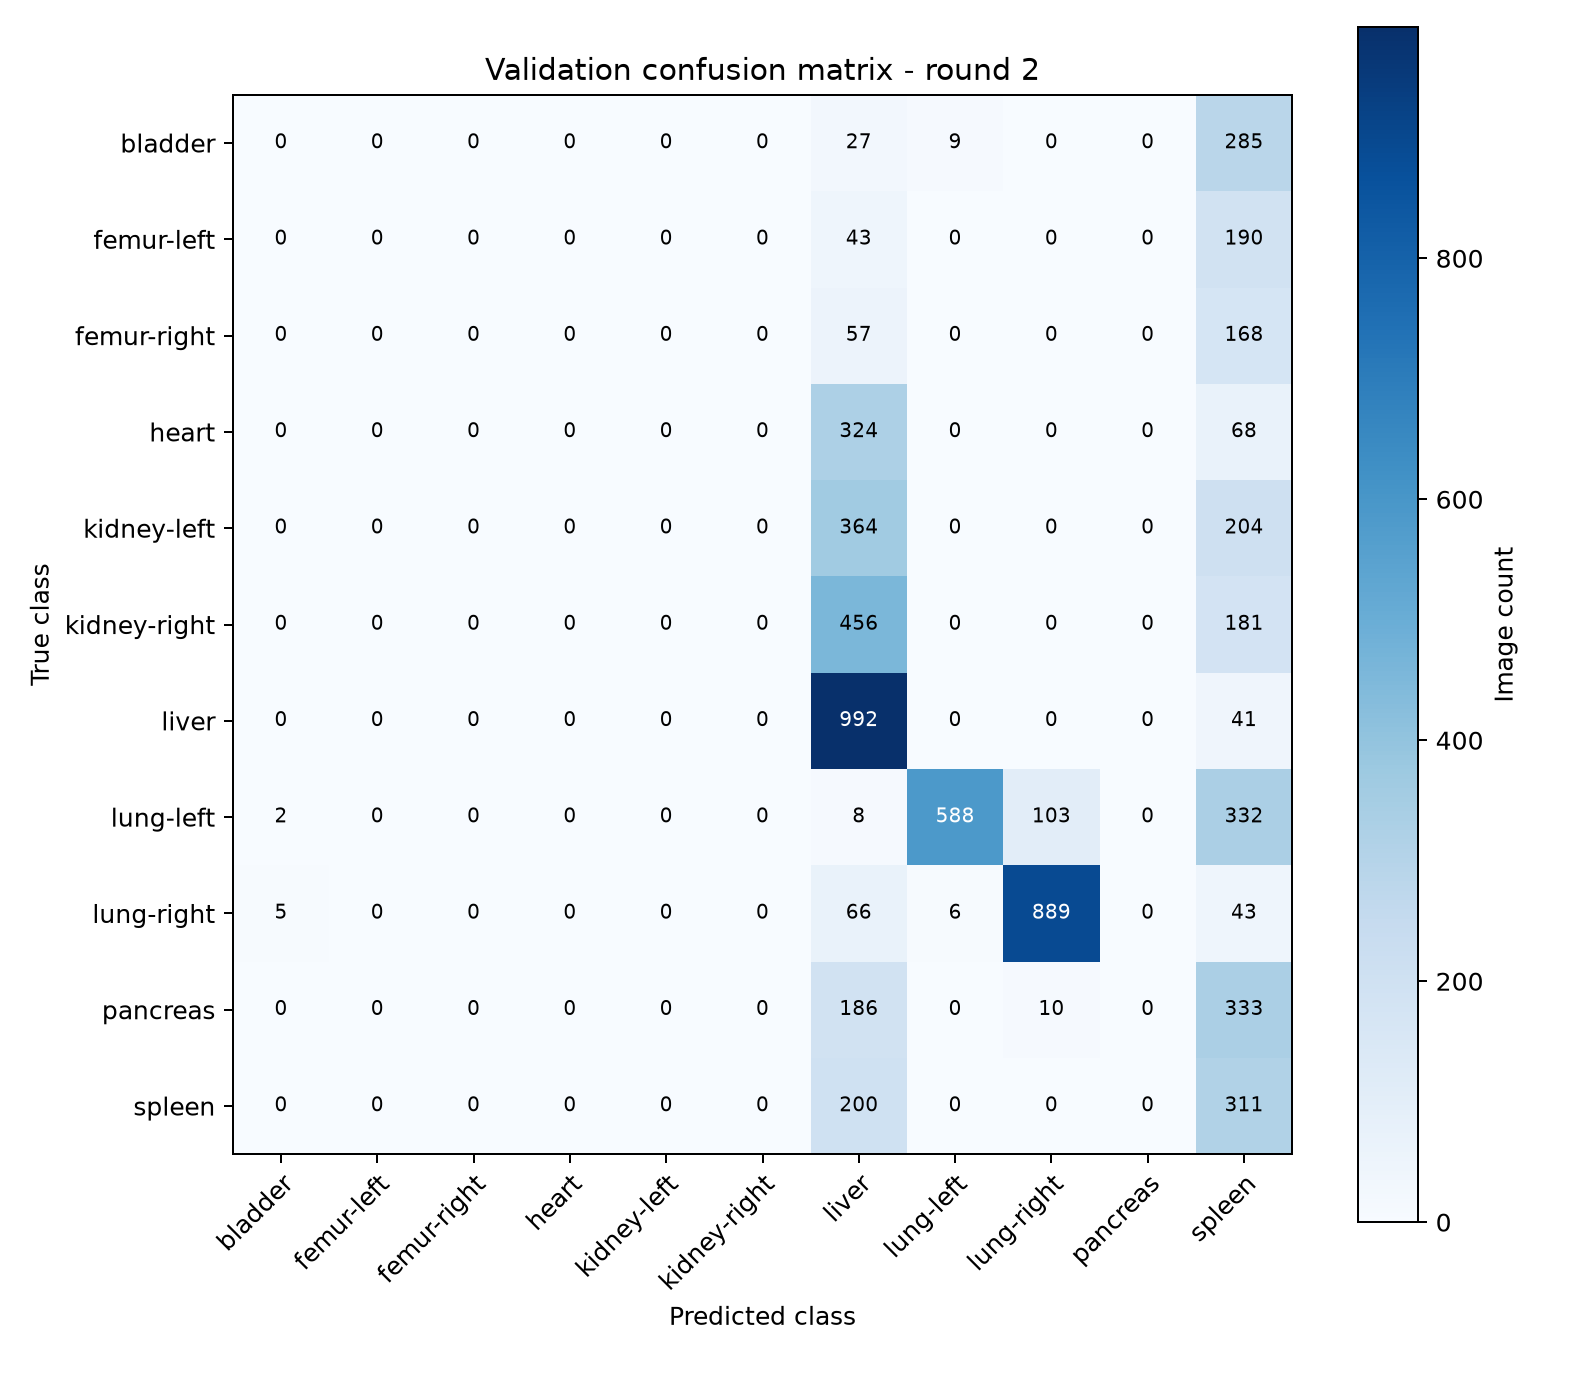 Validation confusion matrix - round 2
bladder 0 0 0 0 0 0 27 9 0 0 285
femur-left 0 0 0 0 0 0 43 0 0 0 190
femur-right 0 0 0 0 0 0 57 0 0 0 168
heart 0 0 0 0 0 0 324 0 0 0 68
kidney-left 0 0 0 0 0 0 364 0 0 0 204
kidney-right 0 0 0 0 0 0 456 0 0 0 181
liver 0 0 0 0 0 0 992 0 0 0 41
lung-left 2 0 0 0 0 0 8 588 103 0 332
lung-right 5 0 0 0 0 0 66 6 889 0 43
pancreas 0 0 0 0 0 0 186 0 10 0 333
spleen 0 0 0 0 0 0 200 0 0 0 311
bladder femur-left femur-right heart kidney-left kidney-right liver lung-left lung-right pancreas spleen
Predicted class
True class
800
600
400
200
0
Image count